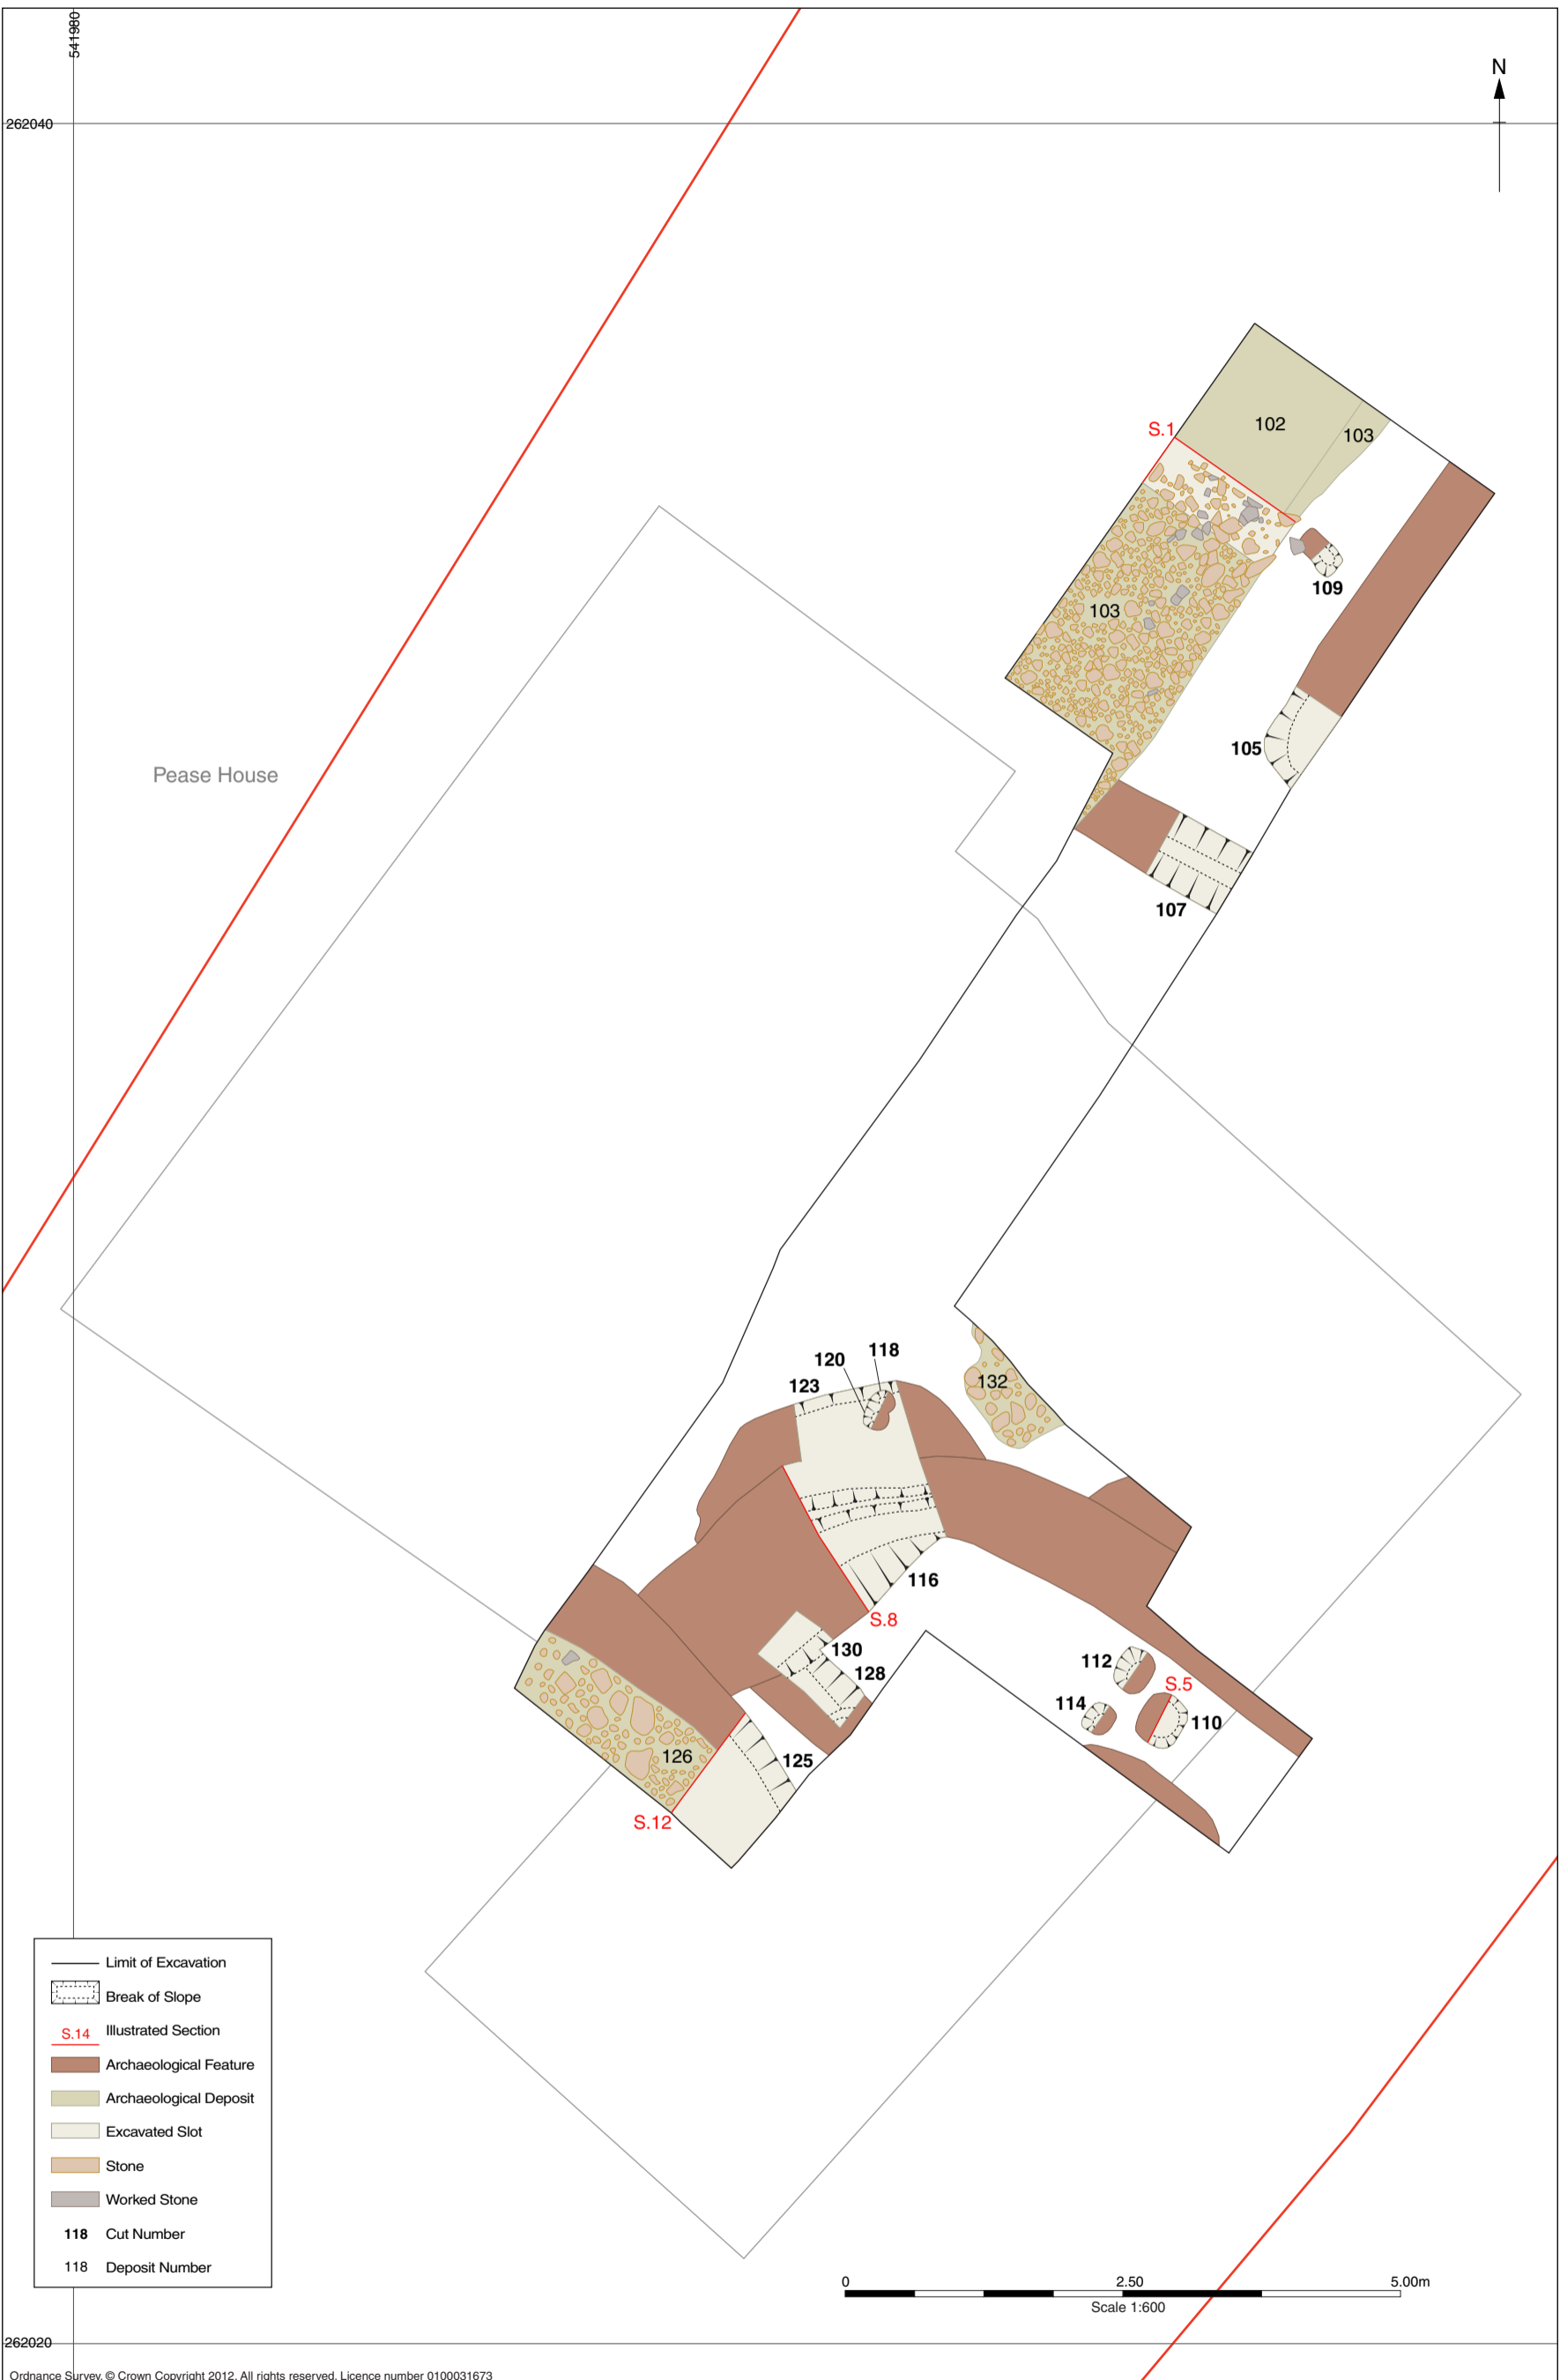 541980
N
262040
102
S.1
103
109
103
105
Pease House
107
118
120
132
123
116
S.8
130
112
128
S.5
114
110
126
125
S.12
Limit of Excavation
Break of Slope
S.14 Illustrated Section
Archaeological Feature
Archaeological Deposit
Excavated Slot
Stone
Worked Stone
118 Cut Number
118 Deposit Number
0 2.50 5.00m
Scale 1:600
262020
Ordnance Survey. © Crown Copyright 2012. All rights reserved. Licence number 0100031673